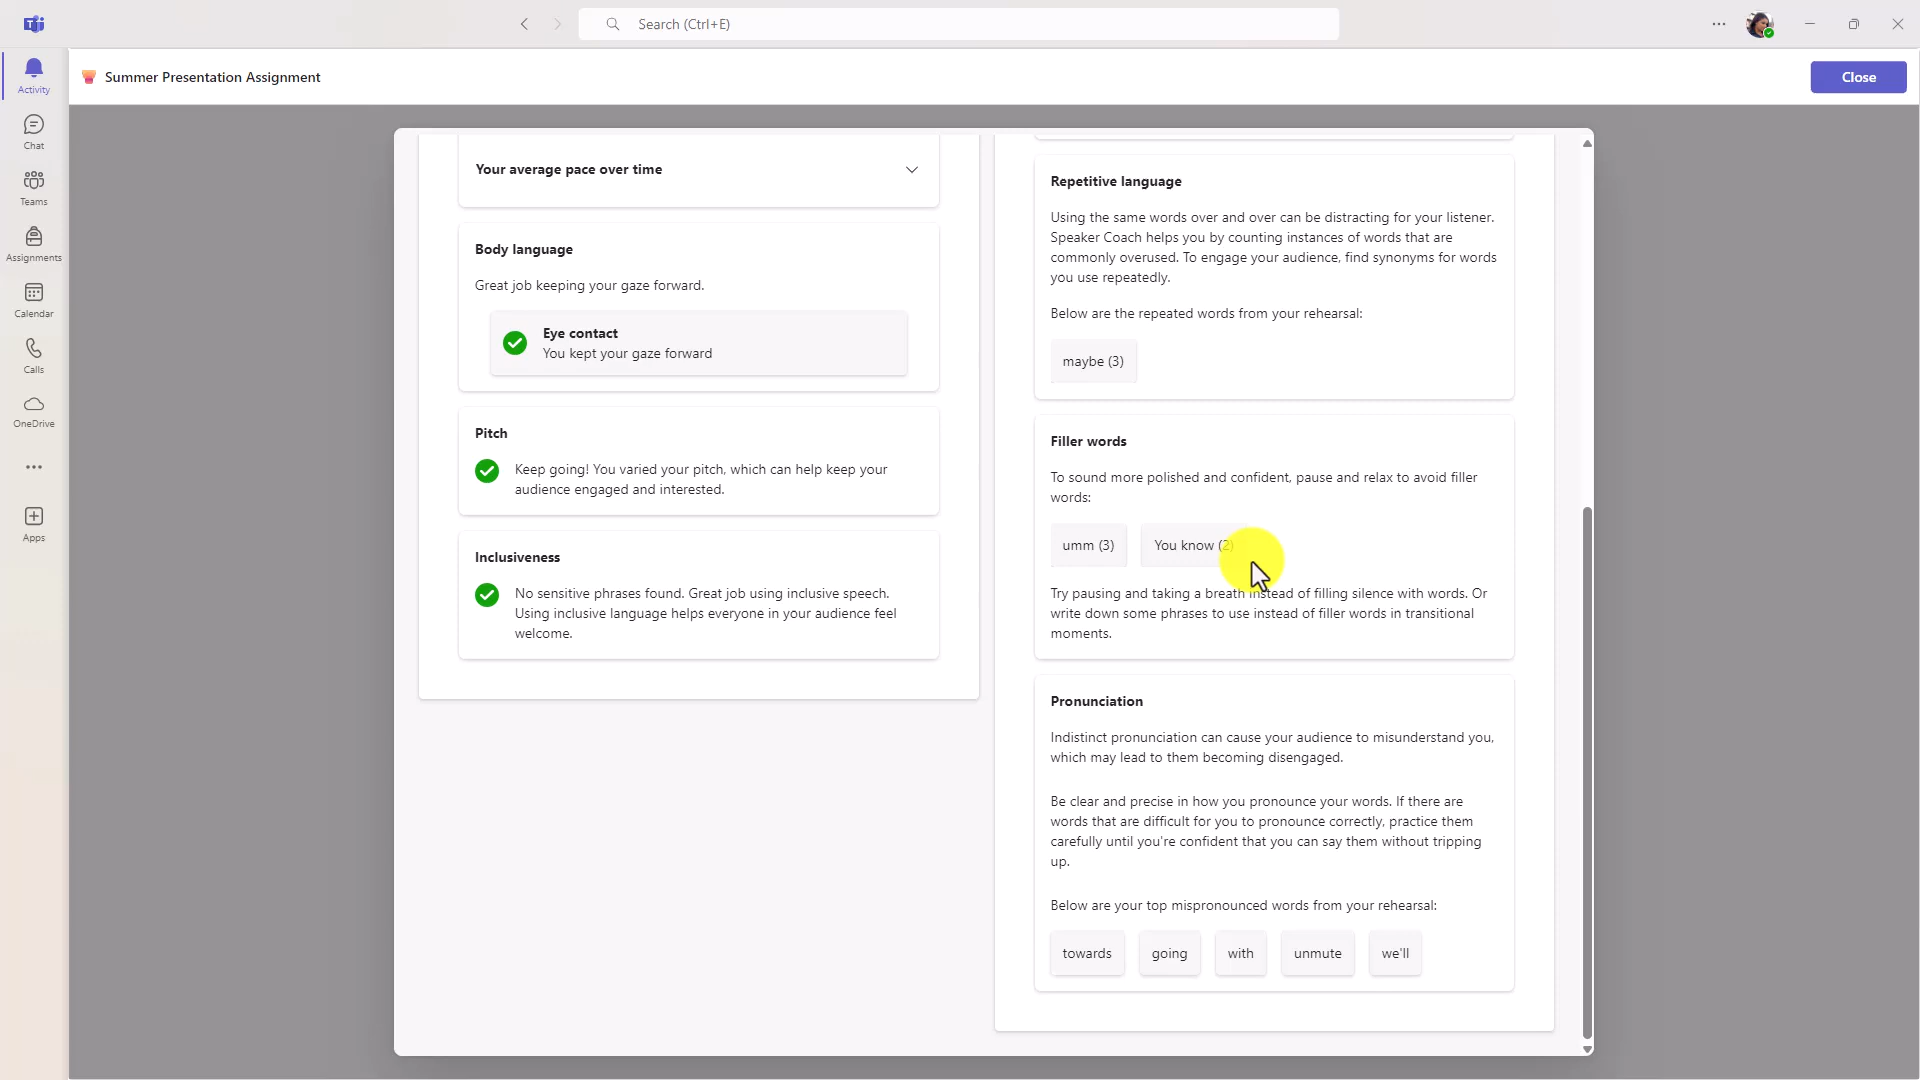 Search (Ctrl+E)
Activity
Chat
Teams
Assignments
Calendar
Calls
OneDrive
Apps
Summer Presentation Assignment
Close
Your average pace over time
Body language
Great job keeping your gaze forward.
Eye contact
You kept your gaze forward
Pitch
Keep going! You varied your pitch, which can help keep your
audience engaged and interested.
Inclusiveness
No sensitive phrases found. Great job using inclusive speech.
Using inclusive language helps everyone in your audience feel
welcome.
Repetitive language
Using the same words over and over can be distracting for your listener.
Speaker Coach helps you by counting instances of words that are
commonly overused. To engage your audience, find synonyms for words
you use repeatedly.
Below are the repeated words from your rehearsal:
maybe (3)
Filler words
To sound more polished and confident, pause and relax to avoid filler
words:
umm (3) You know (2)
Try pausing and taking a breath instead of filling silence with words. Or
write down some phrases to use instead of filler words in transitional
moments.
Pronunciation
Indistinct pronunciation can cause your audience to misunderstand you,
which may lead to them becoming disengaged.
Be clear and precise in how you pronounce your words. If there are
words that are difficult for you to pronounce correctly, practice them
carefully until you're confident that you can say them without tripping
up.
Below are your top mispronounced words from your rehearsal:
towards going with unmute we'll